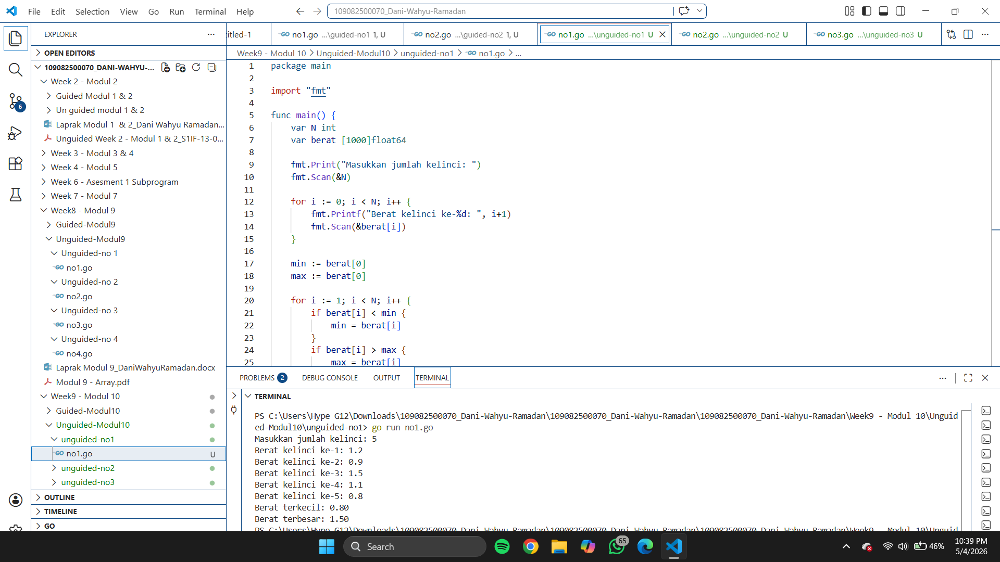 File Edit Selection View Go Run Terminal Help
109082500070_Dani-Wahyu-Ramadan
EXPLORER
OPEN EDITORS
109082500070_DANI-WAHYU-...
Week 2 - Modul 2
Guided Modul 1 & 2
Un guided modul 1 & 2
Laprak Modul 1 & 2_Dani Wahyu Ramadan...
Unguided Week 2 - Modul 1 & 2_S1IF-13-0...
Week 3 - Modul 3 & 4
Week 4 - Modul 5
Week 6 - Asesment 1 Subprogram
Week 7 - Modul 7
Week8 - Modul 9
Guided-Modul9
Unguided-Modul9
Unguided-no 1
no1.go
Unguided-no 2
no2.go
Unguided-no 3
no3.go
Unguided-no 4
no4.go
Laprak Modul 9_DaniWahyuRamadan.docx
Modul 9 - Array.pdf
Week9 - Modul 10
Guided-Modul10
Unguided-Modul10
unguided-no1
no1.go U
unguided-no2
unguided-no3
OUTLINE
TIMELINE
GO
6
itled-1
no1.go ...\guided-no1 1, U
no2.go ...\guided-no2 1, U
no1.go ...\unguided-no1 U
no2.go ...\unguided-no2 U
no3.go ...\unguided-no3 U
Week9 - Modul 10 > Unguided-Modul10 > unguided-no1 > no1.go > ...
1 package main
2
3 import "fmt"
4
5 func main() {
6 var N int
7 var berat [1000]float64
8
9 fmt.Print("Masukkan jumlah kelinci: ")
10 fmt.Scan(&N)
11
12 for i := 0; i < N; i++ {
13 fmt.Printf("Berat kelinci ke-%d: ", i+1)
14 fmt.Scan(&berat[i])
15 }
16
17 min := berat[0]
18 max := berat[0]
19
20 for i := 1; i < N; i++ {
21 if berat[i] < min {
22 min = berat[i]
23 }
24 if berat[i] > max {
25 max = berat[i]
PROBLEMS 2 DEBUG CONSOLE OUTPUT TERMINAL
TERMINAL
PS C:\Users\Hype G12\Downloads\109082500070_Dani-Wahyu-Ramadan\109082500070_Dani-Wahyu-Ramadan\109082500070_Dani-Wahyu-Ramadan\Week9 - Modul 10\Unguid
ed-Modul10\unguided-no1> go run no1.go
Masukkan jumlah kelinci: 5
Berat kelinci ke-1: 1.2
Berat kelinci ke-2: 0.9
Berat kelinci ke-3: 1.5
Berat kelinci ke-4: 1.1
Berat kelinci ke-5: 0.8
Berat terkecil: 0.80
Berat terbesar: 1.50
PS C:\Users\Hype G12\Downloads\109082500070_Dani-Wahyu-Ramadan\109082500070_Dani-Wahyu-Ramadan\109082500070_Dani-Wahyu-Ramadan\Week9 - Modul 10\Unguid
Search
65
46%
10:39 PM
5/4/2026